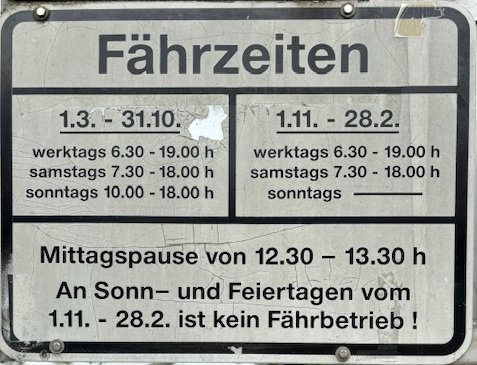 Fährzeiten
1.3. - 31.10.
werktags 6.30 - 19.00 h
samstags 7.30 - 18.00 h
sonntags 10.00 - 18.00 h
1.11. - 28.2.
werktags 6.30 - 19.00 h
samstags 7.30 - 18.00 h
sonntags ———
Mittagspause von 12.30 – 13.30 h
An Sonn– und Feiertagen vom
1.11. - 28.2. ist kein Fährbetrieb !